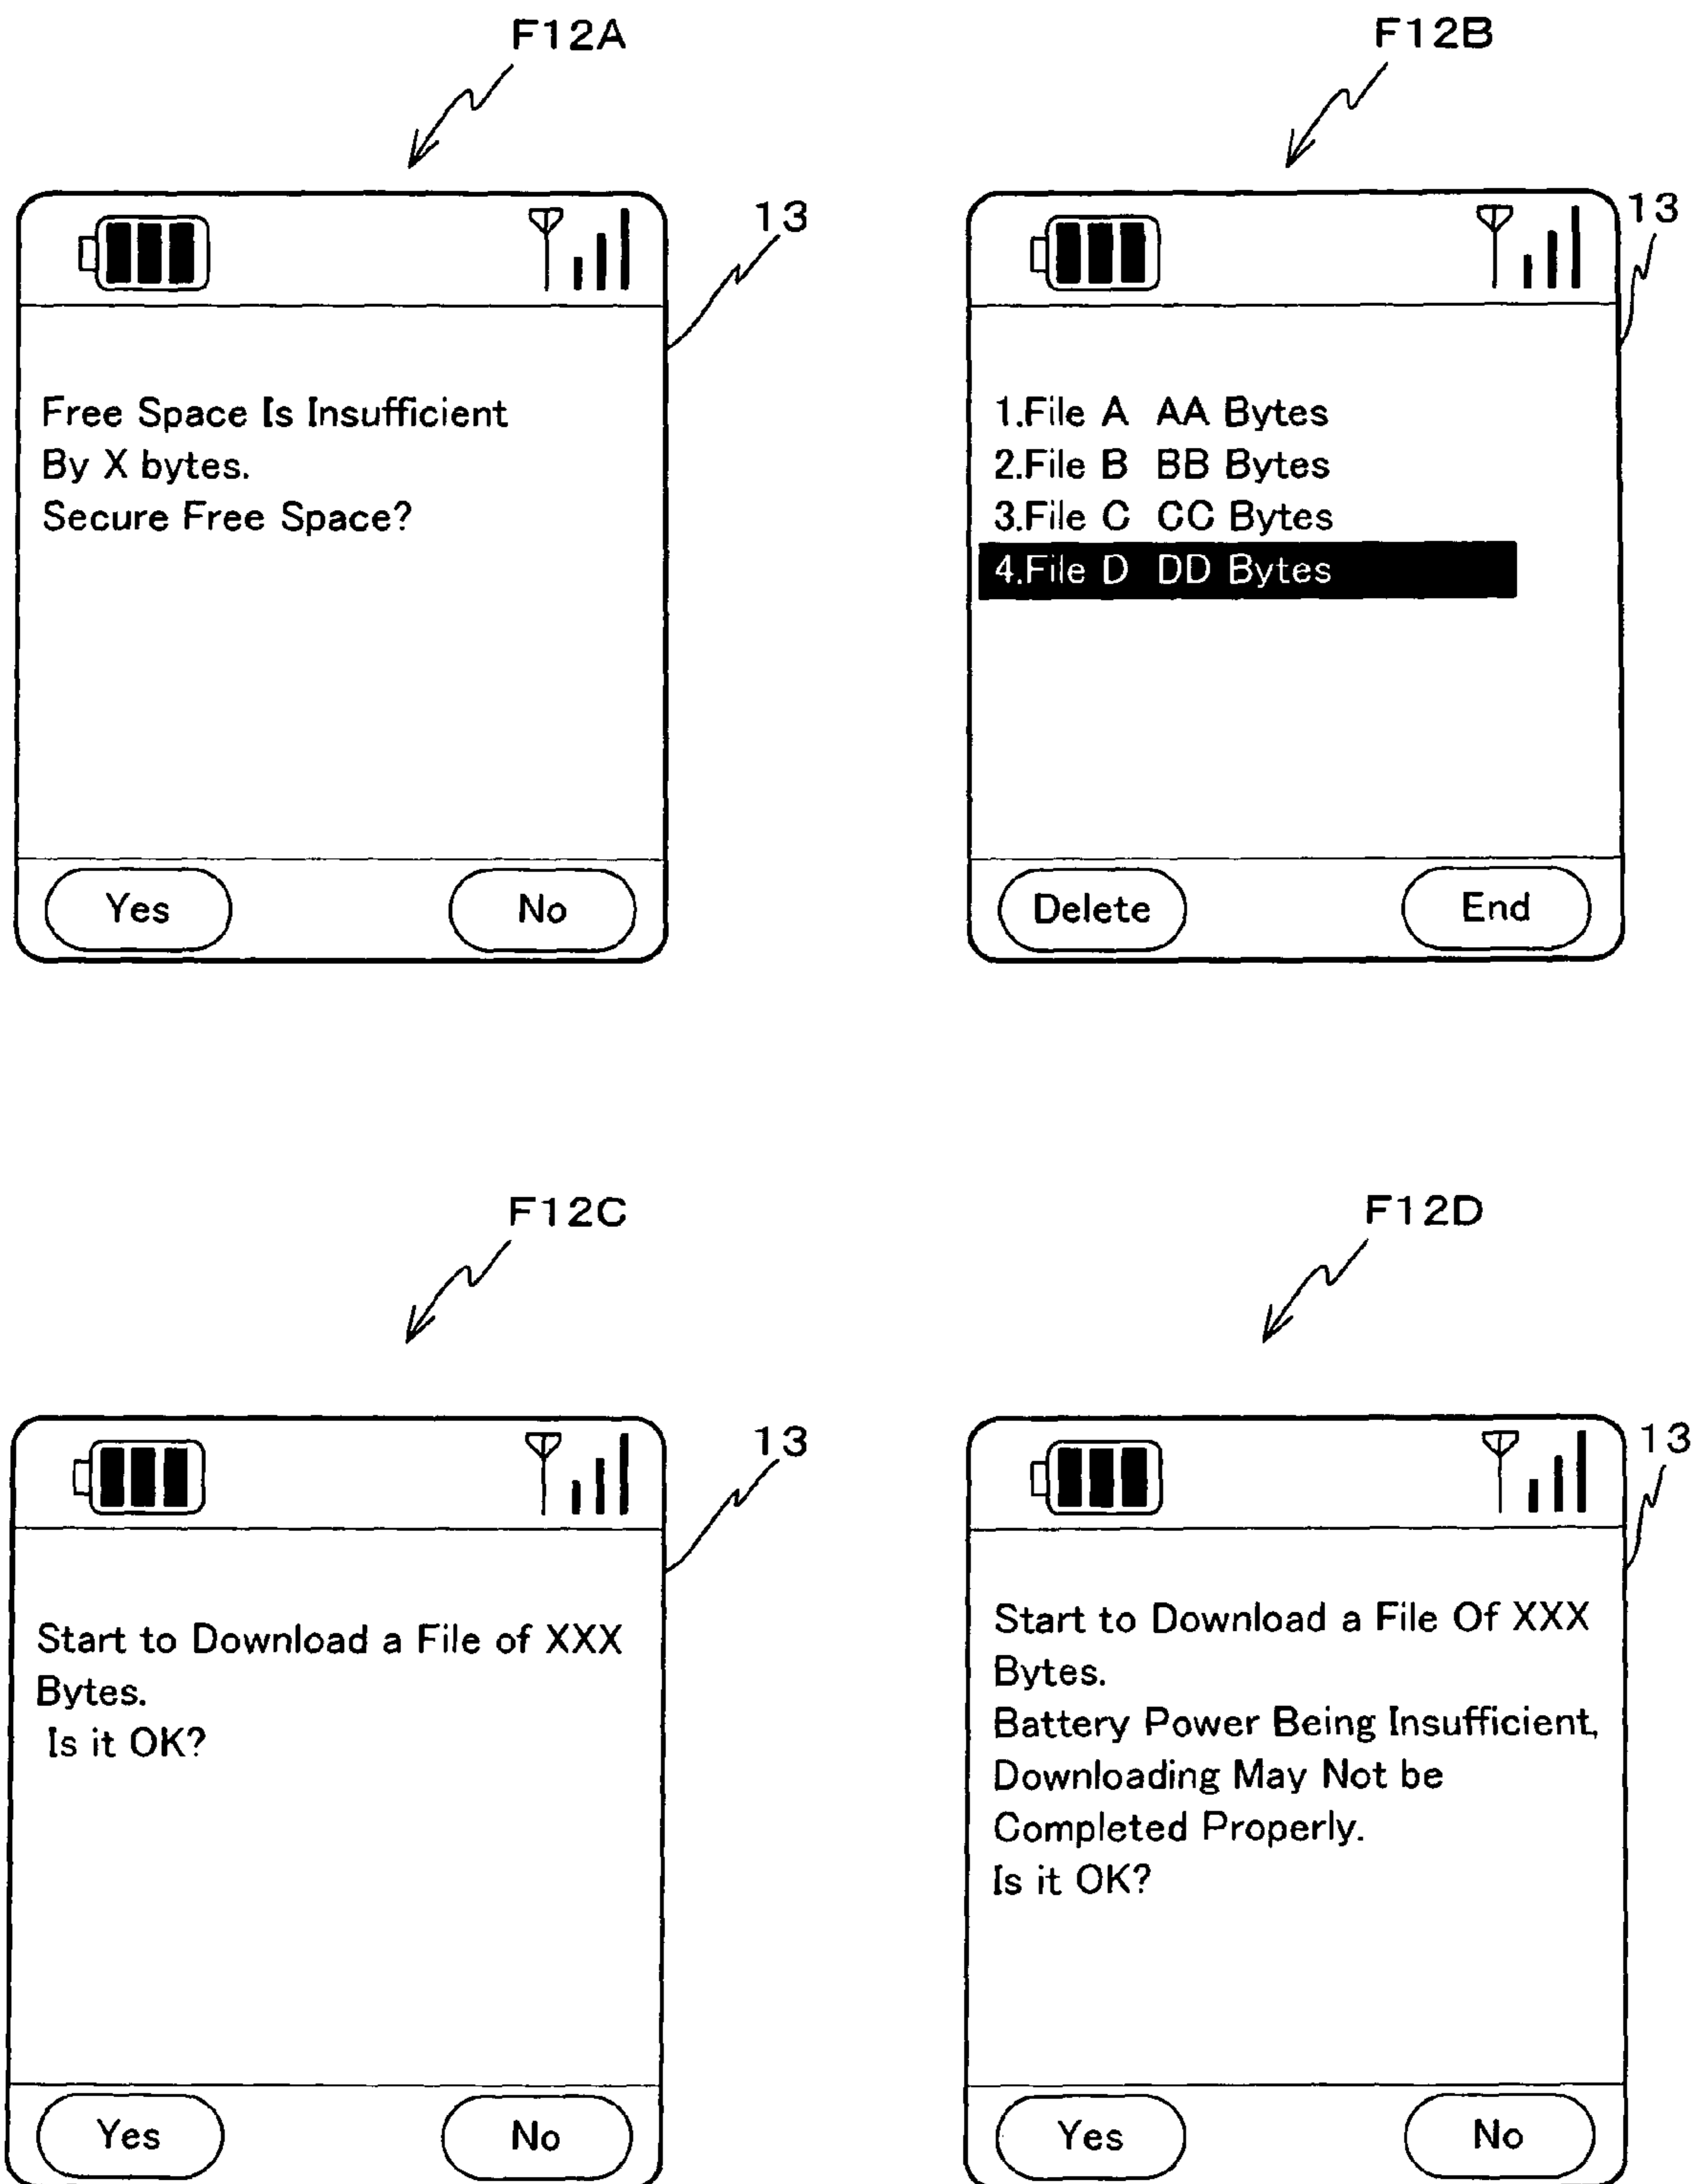 F12A
13
Free Space Is Insufficient
By X bytes.
Secure Free Space?
Yes
No
F12B
13
1.File A AA Bytes
2.File B BB Bytes
3.File C CC Bytes
4.File D DD Bytes
Delete
End
F12C
13
Start to Download a File of XXX
Bytes.
Is it OK?
Yes
No
F12D
13
Start to Download a File Of XXX
Bytes.
Battery Power Being Insufficient,
Downloading May Not be
Completed Properly.
Is it OK?
Yes
No